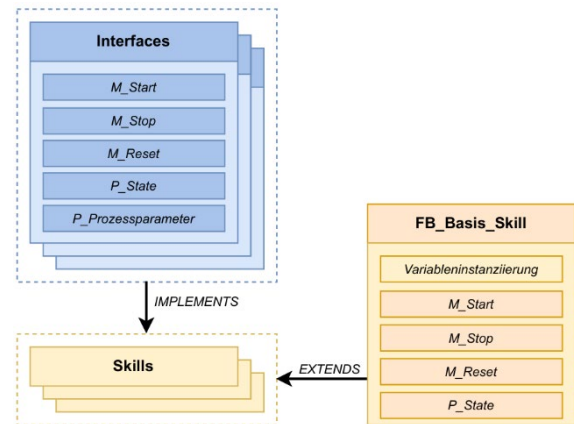 Interfaces
M_Start
M_Stop
M_Reset
P_State
P_Prozessparameter
IMPLEMENTS
Skills
EXTENDS
FB_Basis_Skill
Variableninstanziierung
M_Start
M_Stop
M_Reset
P_State